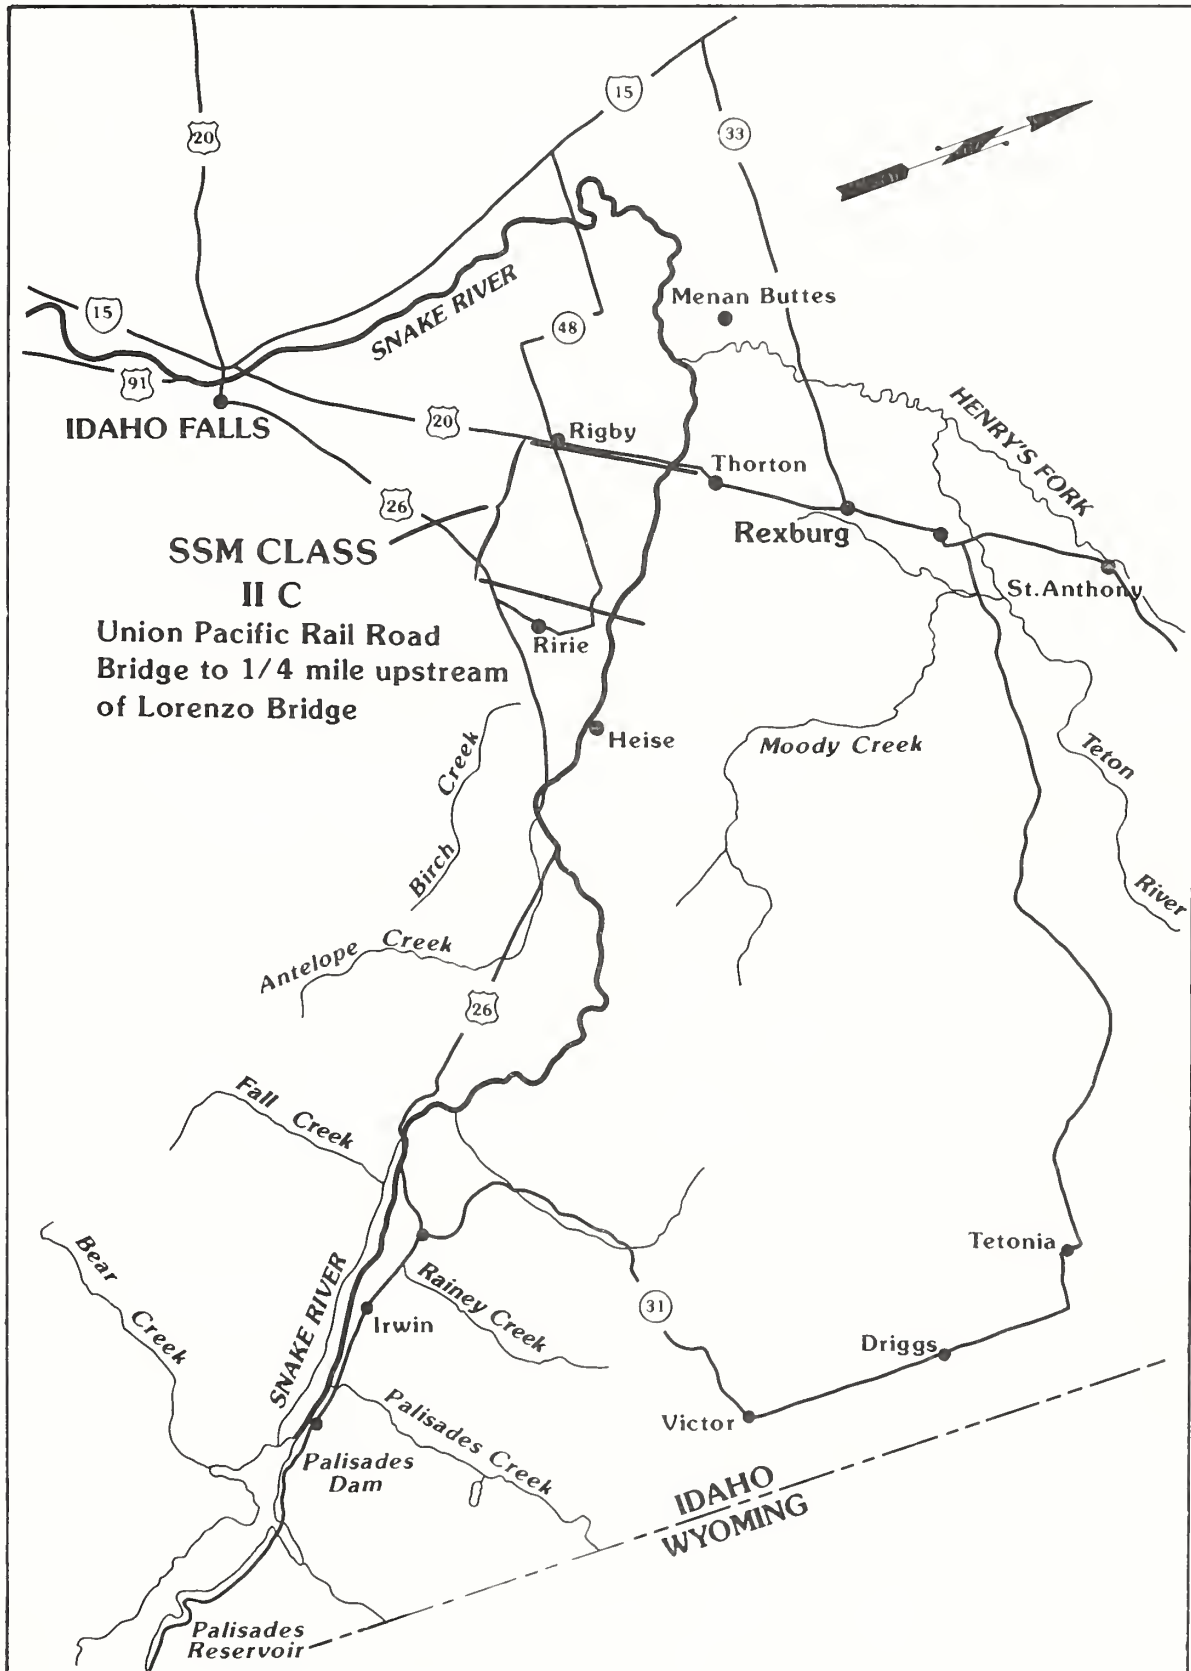 15
20
33
SNAKE RIVER
Menan Buttes
15
48
91
IDAHO FALLS
20
Rigby
HENRY'S FORK
Thorton
26
Rexburg
SSM CLASS
II C
St. Anthony
Union Pacific Rail Road
Bridge to 1/4 mile upstream
of Lorenzo Bridge
Ririe
Heise
Moody Creek
Teton
River
Birch Creek
Antelope Creek
26
Fall Creek
Bear Creek
SNAKE RIVER
Rainey Creek
Irwin
31
Tetonia
Driggs
Victor
Palisades Creek
Palisades
Dam
IDAHO
WYOMING
Palisades
Reservoir